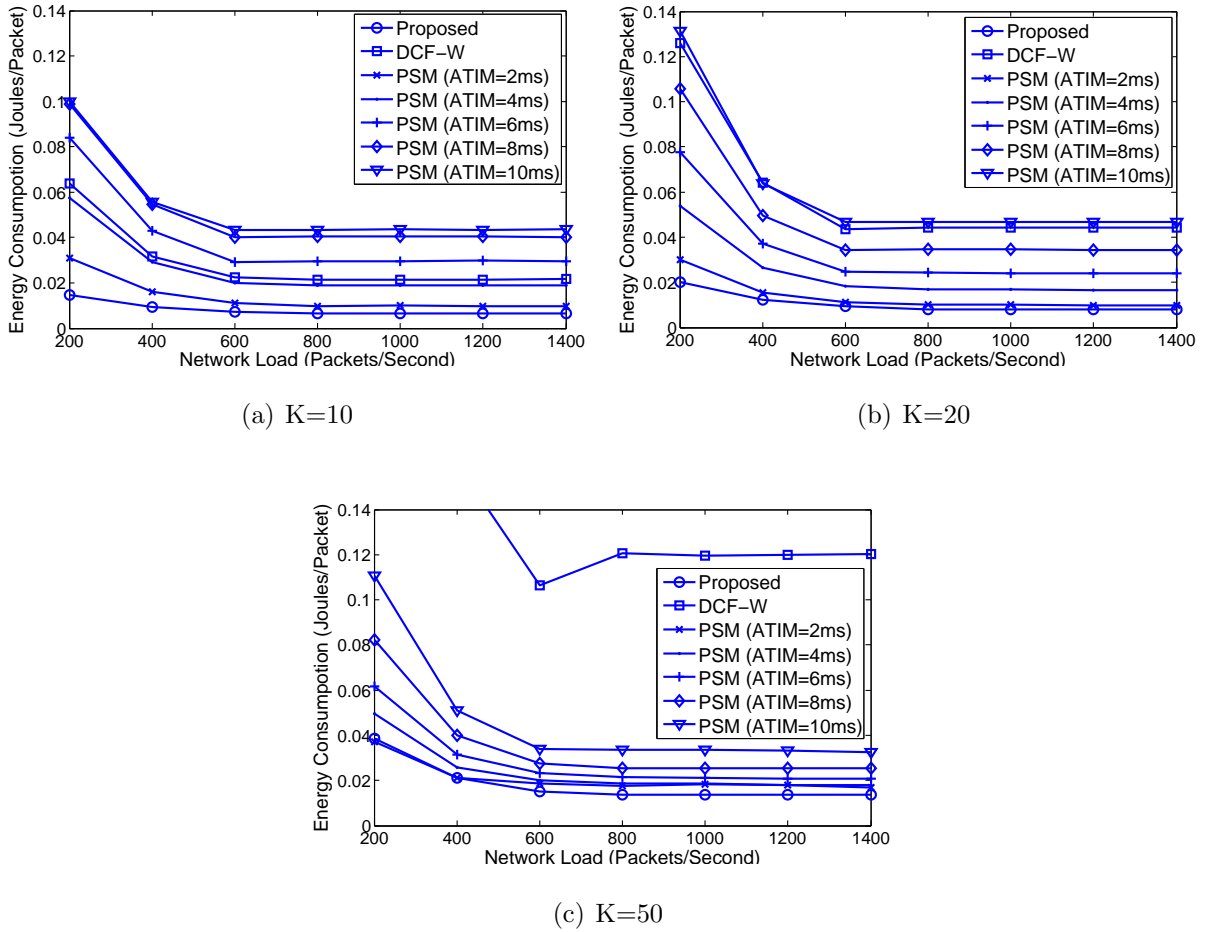 0.14
0.12
0.1
0.08
0.06
0.04
0.02
0
200 400 600 800 1000 1200 1400
Network Load (Packets/Second)
Energy Consumpotion (Joules/Packet)
Proposed
DCF-W
PSM (ATIM=2ms)
PSM (ATIM=4ms)
PSM (ATIM=6ms)
PSM (ATIM=8ms)
PSM (ATIM=10ms)
(a) K=10
0.14
0.12
0.1
0.08
0.06
0.04
0.02
0
200 400 600 800 1000 1200 1400
Network Load (Packets/Second)
Energy Consumpotion (Joules/Packet)
Proposed
DCF-W
PSM (ATIM=2ms)
PSM (ATIM=4ms)
PSM (ATIM=6ms)
PSM (ATIM=8ms)
PSM (ATIM=10ms)
(b) K=20
0.14
0.12
0.1
0.08
0.06
0.04
0.02
0
200 400 600 800 1000 1200 1400
Network Load (Packets/Second)
Energy Consumpotion (Joules/Packet)
Proposed
DCF-W
PSM (ATIM=2ms)
PSM (ATIM=4ms)
PSM (ATIM=6ms)
PSM (ATIM=8ms)
PSM (ATIM=10ms)
(c) K=50